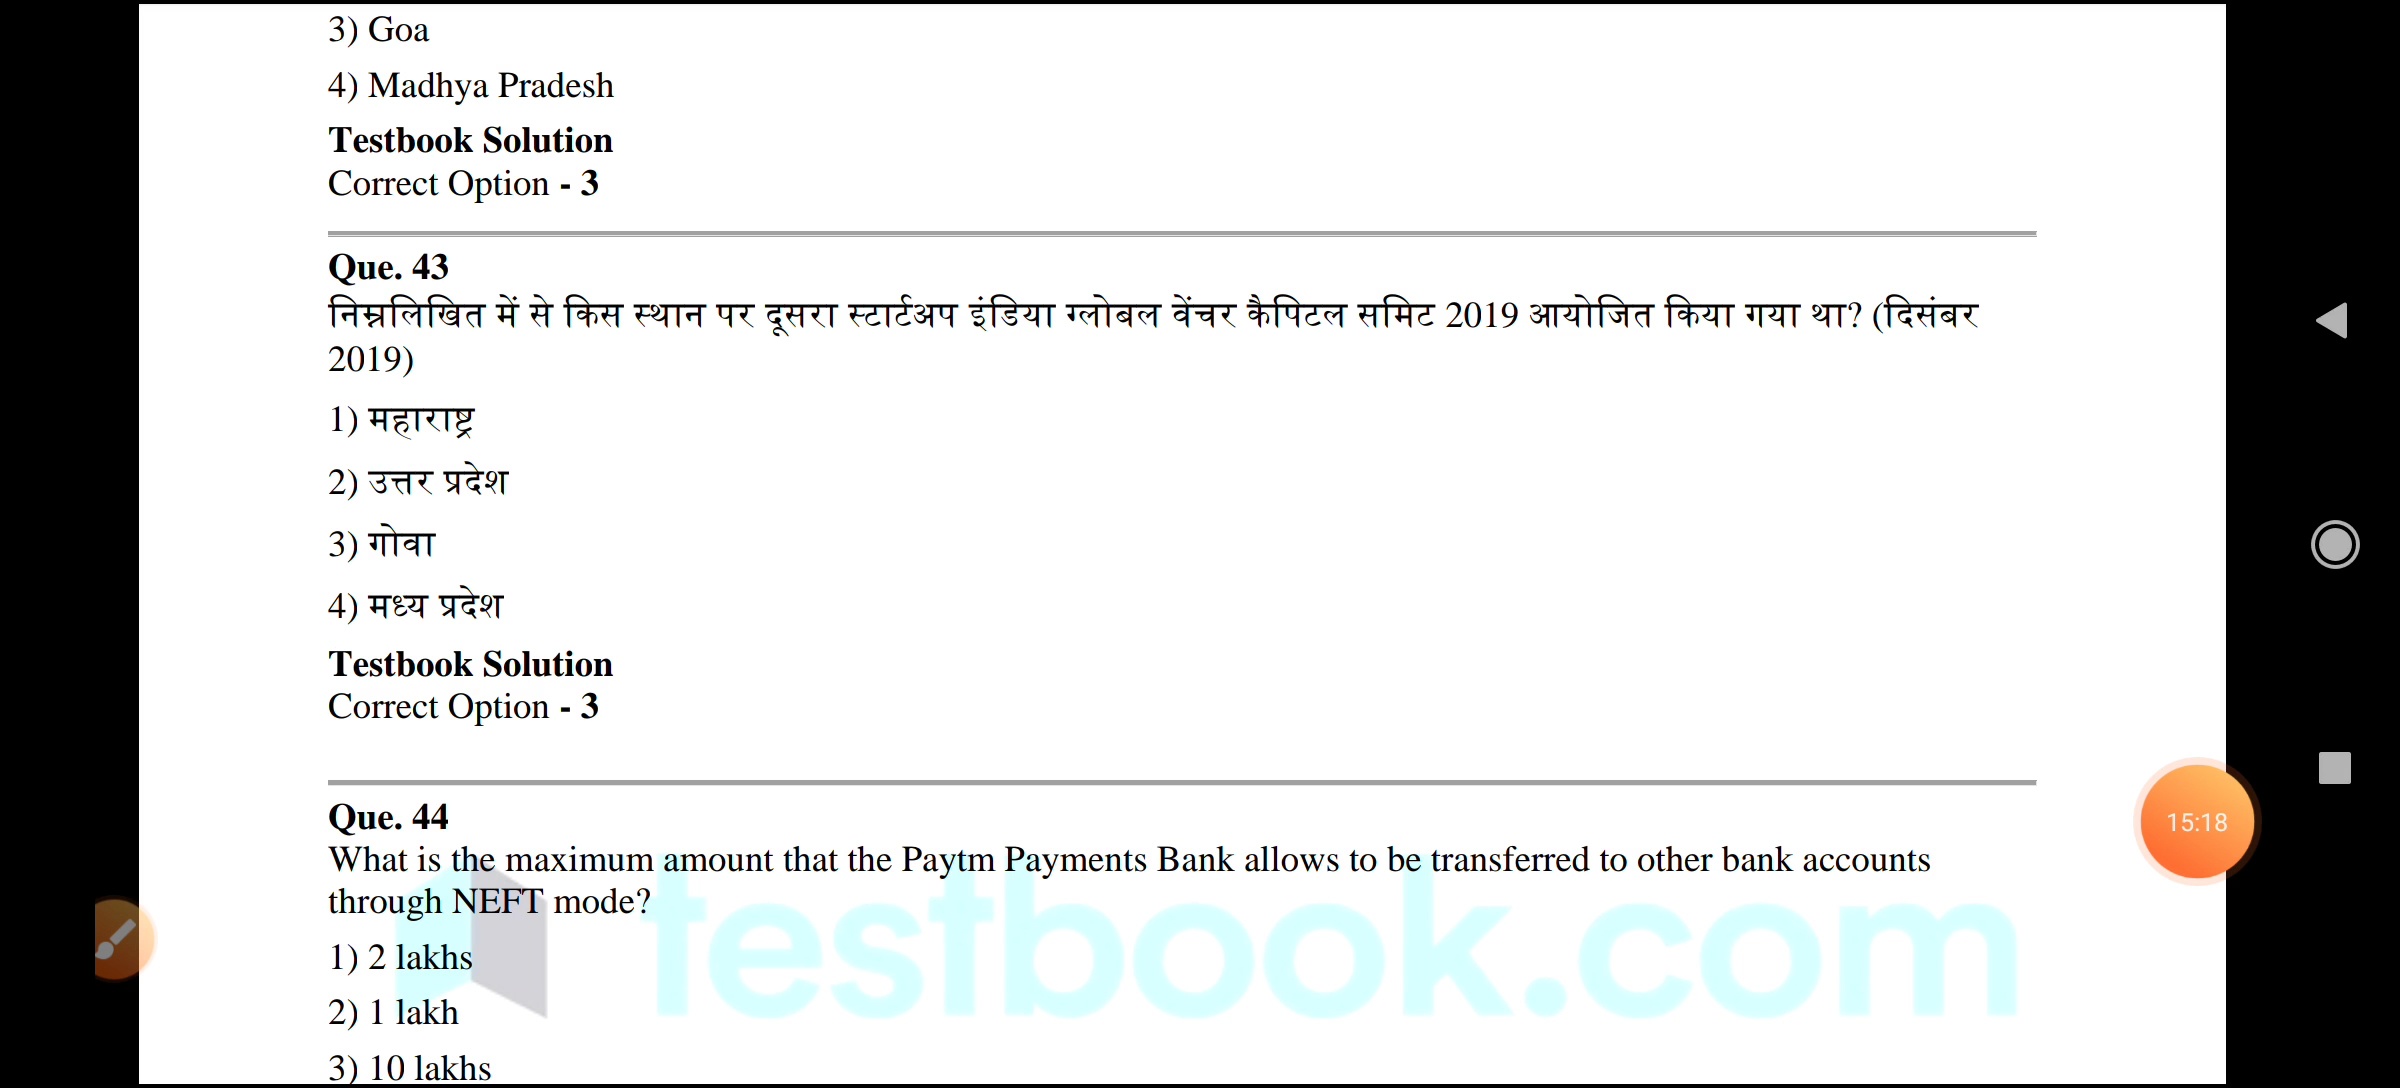 3) Goa
4) Madhya Pradesh
Testbook Solution
Correct Option - 3
Que. 43
निम्नलिखित में से किस स्थान पर दूसरा स्टार्टअप इंडिया ग्लोबल वेंचर कैपिटल समिट 2019 आयोजित किया गया था? (दिसंबर
2019)
1) महाराष्ट्र
2) उत्तर प्रदेश
3) गोवा
4) मध्य प्रदेश
Testbook Solution
Correct Option - 3
15:18
Que. 44
What is the maximum amount that the Paytm Payments Bank allows to be transferred to other bank accounts
through NEFT mode?
testbook.com
1) 2 lakhs
2) 1 lakh
3) 10 lakhs